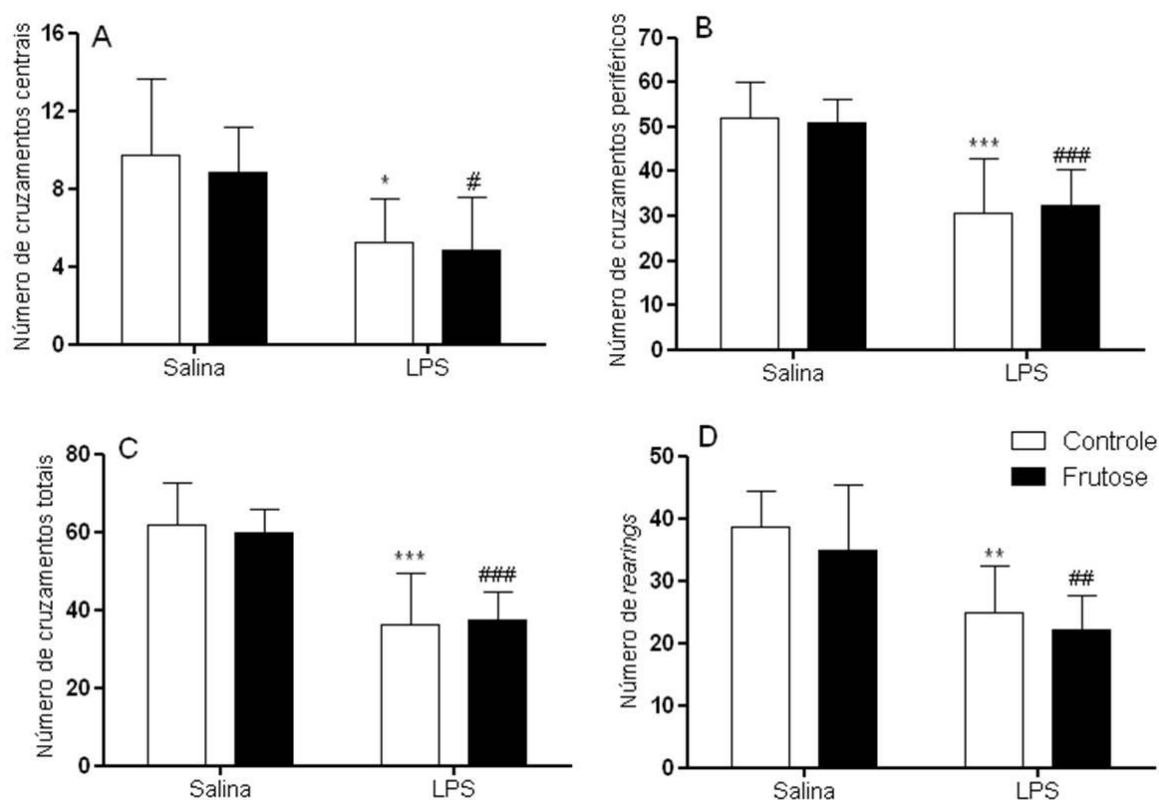 A
Número de cruzamentos centrais
16
12
8
4
0
*
#
Salina
LPS
B
Número de cruzamentos periféricos
70
60
50
40
30
20
10
0
***
###
Salina
LPS
C
Número de cruzamentos totais
80
60
40
20
0
***
###
Salina
LPS
D
Número de rearings
50
40
30
20
10
0
Controle
Frutose
**
##
Salina
LPS